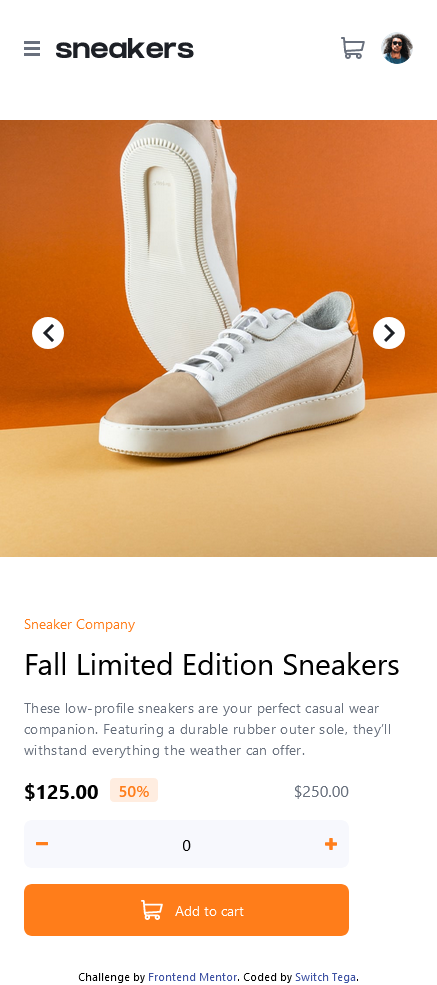 sneakers
Sneaker Company
Fall Limited Edition Sneakers
These low-profile sneakers are your perfect casual wear
companion. Featuring a durable rubber outer sole, they’ll
withstand everything the weather can offer.
$125.00 50% $250.00
0
Add to cart
Challenge by Frontend Mentor. Coded by Switch Tega.